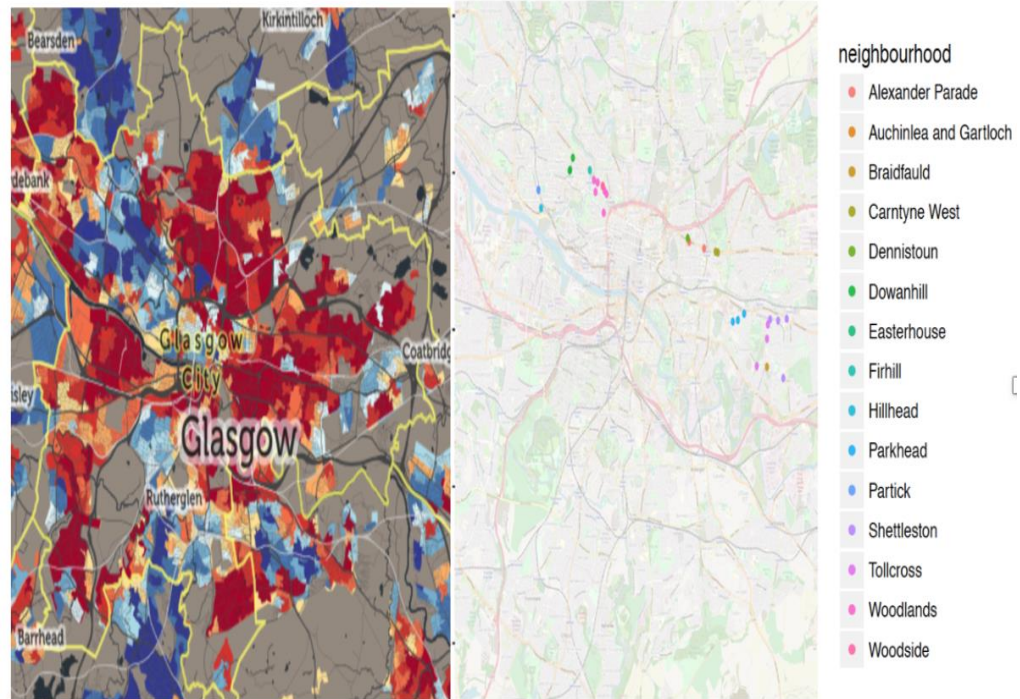 Kirkintilloch
Bearsden
debank
Glasgow
City
Coatbridg
sley
Glasgow
Rutherglen
Barrhead
neighbourhood
Alexander Parade
Auchinlea and Gartloch
Braidfauld
Carntyne West
Dennistoun
Dowanhill
Easterhouse
Firhill
Hillhead
Parkhead
Partick
Shettleston
Tollcross
Woodlands
Woodside